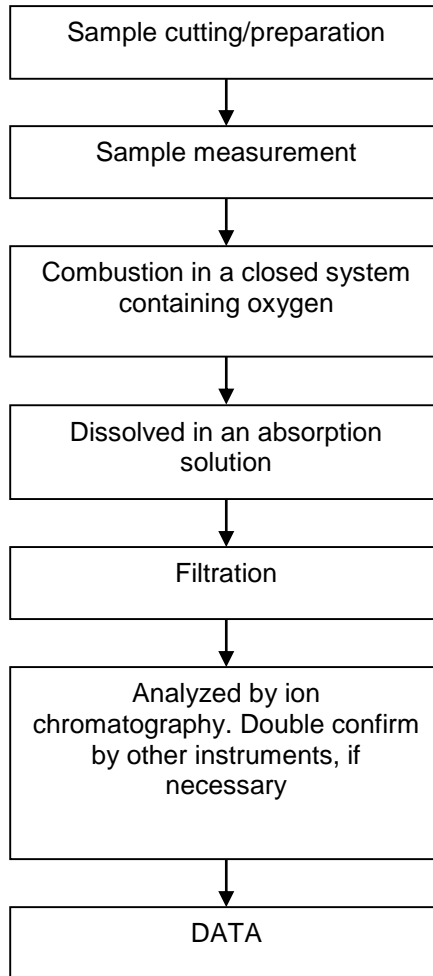 Sample cutting/preparation
Sample measurement
Combustion in a closed system
containing oxygen
Dissolved in an absorption
solution
Filtration
Analyzed by ion
chromatography. Double confirm
by other instruments, if
necessary
DATA